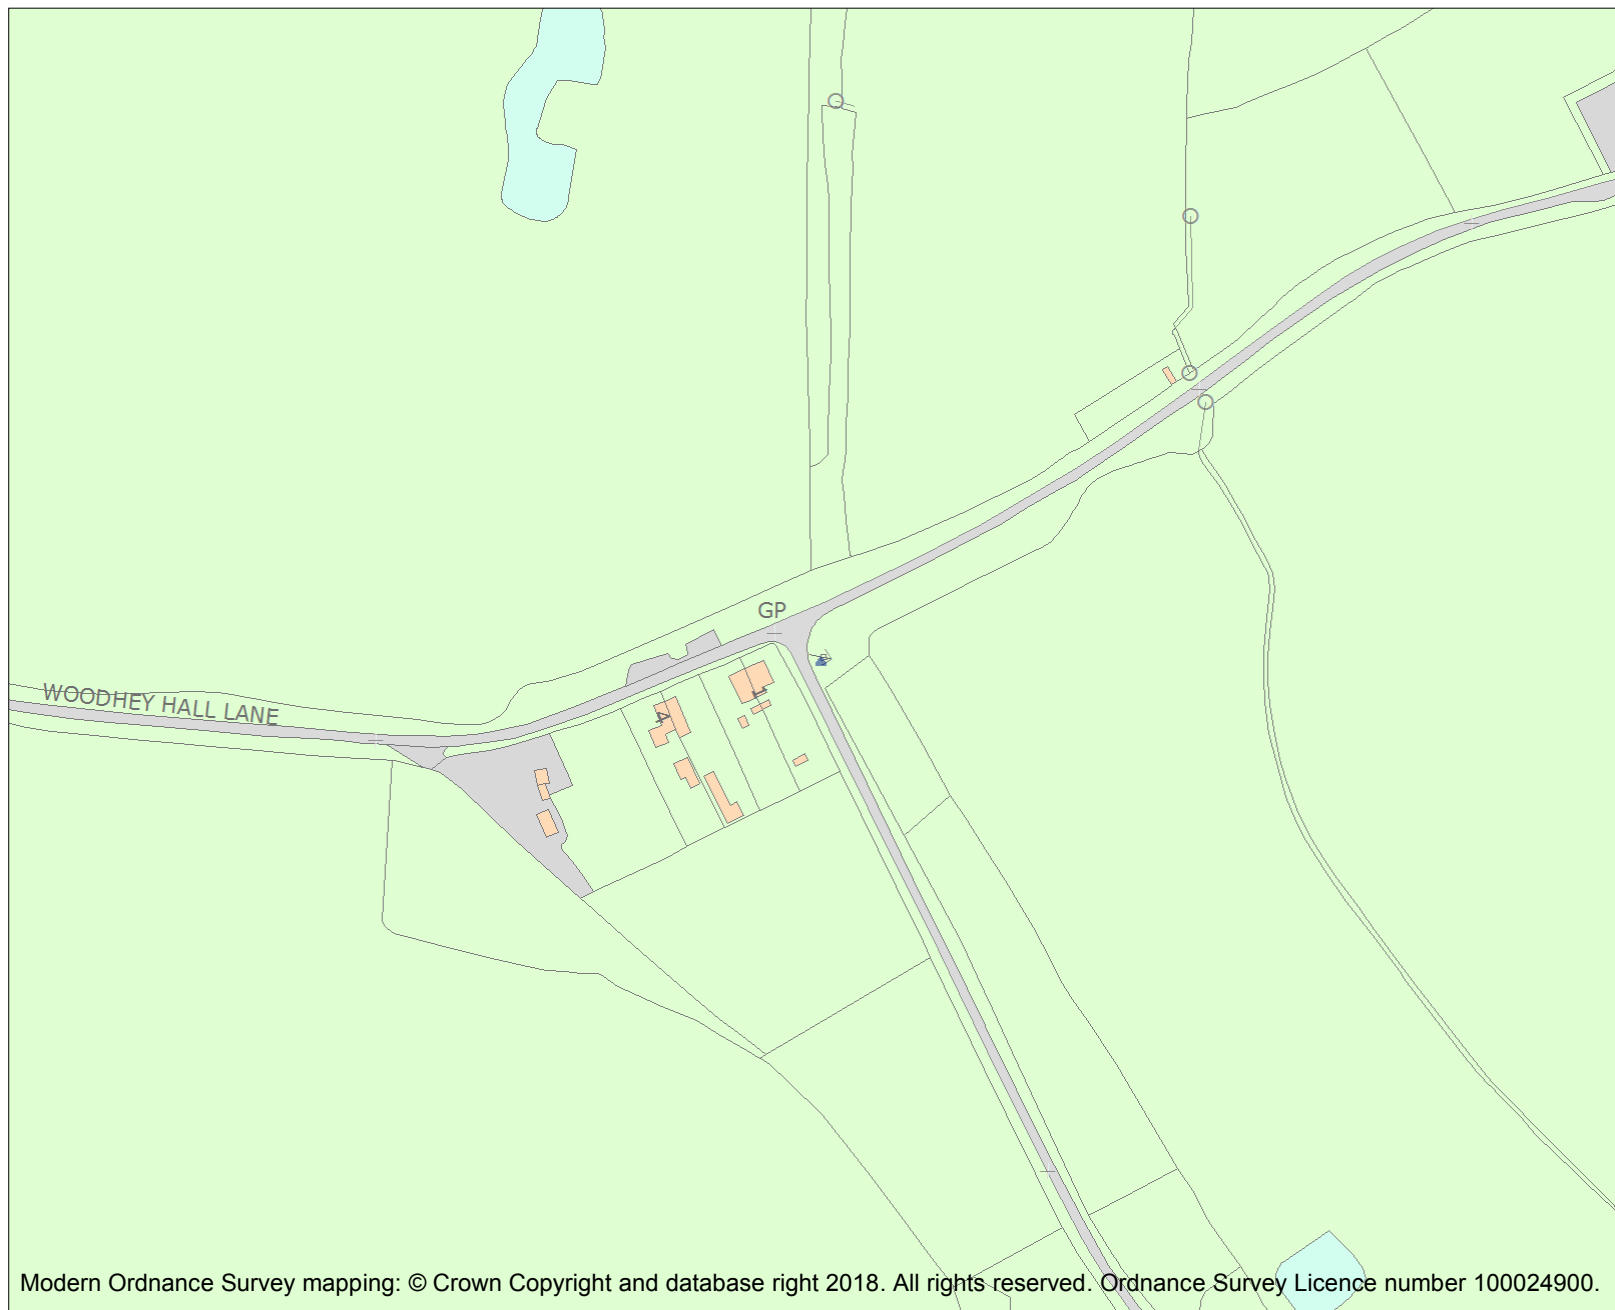 GP
WOODHEY HALL LANE
1
4
Modern Ordnance Survey mapping: © Crown Copyright and database right 2018. All rights reserved. Ordnance Survey Licence number 100024900.